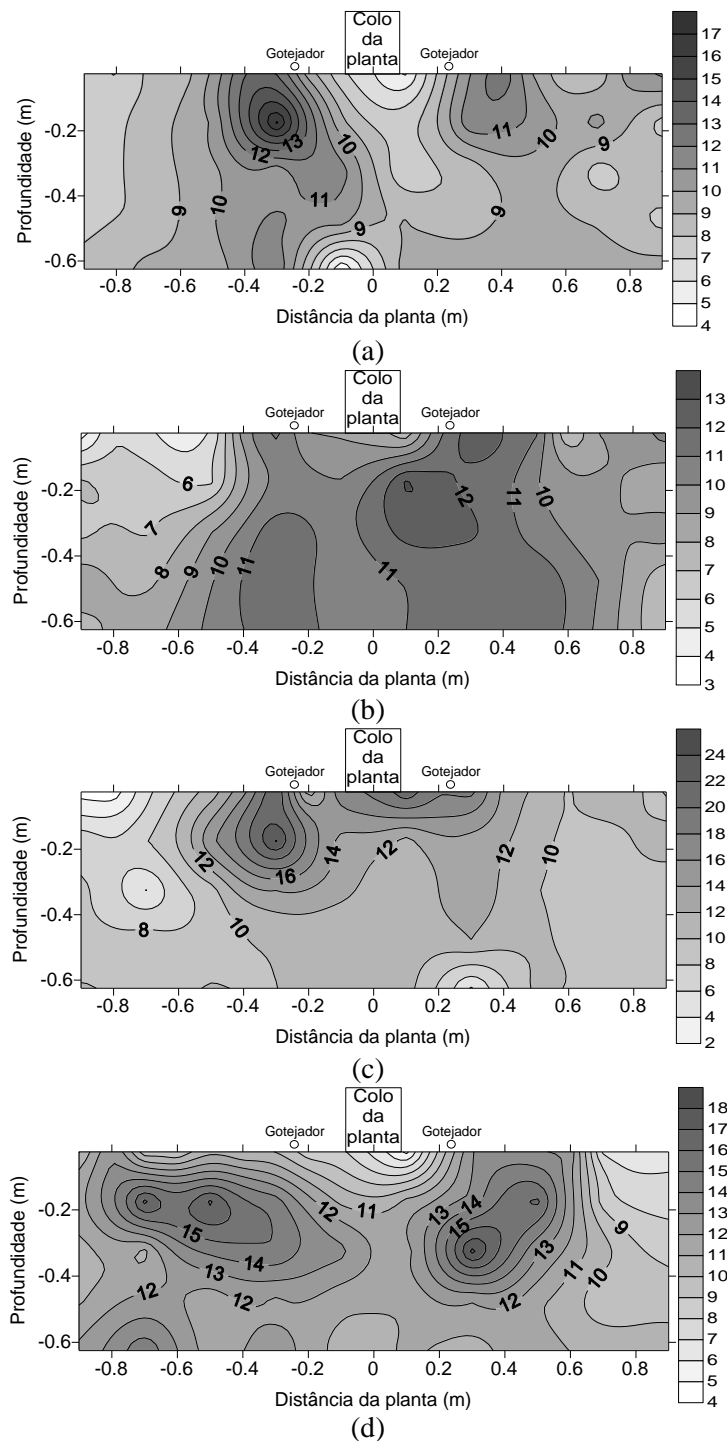 Colo
da
planta
Gotejador Gotejador
Profundidade (m)
-0.2
-0.4
-0.6
12 13 10 11 11 10 9 9 10 11 9 9
-0.8 -0.6 -0.4 -0.2 0 0.2 0.4 0.6 0.8
Distância da planta (m)
17
16
15
14
13
12
11
10
9
8
7
6
5
4
(a)
Colo
da
planta
Gotejador Gotejador
Profundidade (m)
-0.2
-0.4
-0.6
6 7 8 9 10 11 11 12 11 10
-0.8 -0.6 -0.4 -0.2 0 0.2 0.4 0.6 0.8
Distância da planta (m)
13
12
11
10
9
8
7
6
5
4
3
(b)
Colo
da
planta
Gotejador Gotejador
Profundidade (m)
-0.2
-0.4
-0.6
12 16 14 12 12 10 8 10
-0.8 -0.6 -0.4 -0.2 0 0.2 0.4 0.6 0.8
Distância da planta (m)
24
22
20
18
16
14
12
10
8
6
4
2
(c)
Colo
da
planta
Gotejador Gotejador
Profundidade (m)
-0.2
-0.4
-0.6
11 12 13 14 15 9 15 14 13 13 11 10 12 12 12
-0.8 -0.6 -0.4 -0.2 0 0.2 0.4 0.6 0.8
Distância da planta (m)
18
17
16
15
14
13
12
11
10
9
8
7
6
5
4
(d)